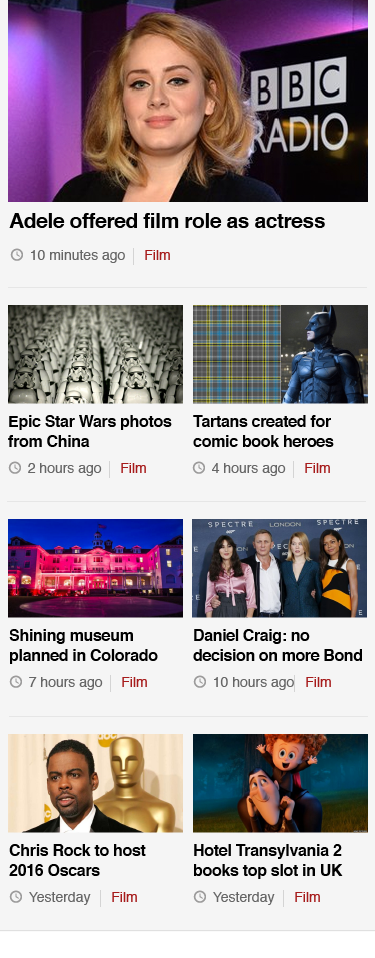 BBC
RADIO
Adele offered film role as actress
10 minutes ago Film
Epic Star Wars photos
from China
2 hours ago Film
Tartans created for
comic book heroes
4 hours ago Film
SPECTRE LONDON SPECTRE
Shining museum
planned in Colorado
7 hours ago Film
Daniel Craig: no
decision on more Bond
10 hours ago Film
Chris Rock to host
2016 Oscars
Yesterday Film
Hotel Transylvania 2
books top slot in UK
Yesterday Film